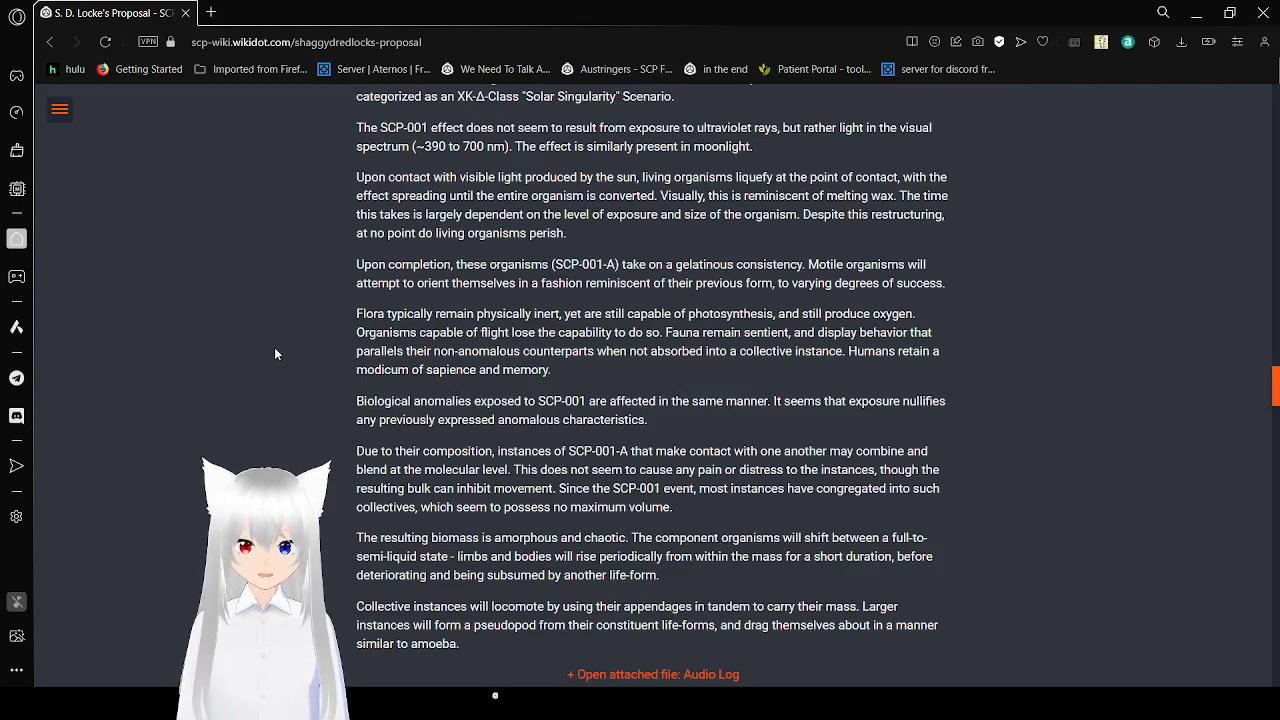 S. D. Locke's Proposal - SCP
VPN
scp-wiki.wikidot.com/shaggydredlocks-proposal
h hulu
Getting Started
Imported from Firef...
Server | Aternos | Fr...
We Need To Talk A...
Austringers - SCP F...
in the end
Patient Portal - tool...
server for discord fr...
categorized as an XK-Δ-Class "Solar Singularity" Scenario.
The SCP-001 effect does not seem to result from exposure to ultraviolet rays, but rather light in the visual
spectrum (~390 to 700 nm). The effect is similarly present in moonlight.
Upon contact with visible light produced by the sun, living organisms liquefy at the point of contact, with the
effect spreading until the entire organism is converted. Visually, this is reminiscent of melting wax. The time
this takes is largely dependent on the level of exposure and size of the organism. Despite this restructuring,
at no point do living organisms perish.
Upon completion, these organisms (SCP-001-A) take on a gelatinous consistency. Motile organisms will
attempt to orient themselves in a fashion reminiscent of their previous form, to varying degrees of success.
Flora typically remain physically inert, yet are still capable of photosynthesis, and still produce oxygen.
Organisms capable of flight lose the capability to do so. Fauna remain sentient, and display behavior that
parallels their non-anomalous counterparts when not absorbed into a collective instance. Humans retain a
modicum of sapience and memory.
Biological anomalies exposed to SCP-001 are affected in the same manner. It seems that exposure nullifies
any previously expressed anomalous characteristics.
Due to their composition, instances of SCP-001-A that make contact with one another may combine and
blend at the molecular level. This does not seem to cause any pain or distress to the instances, though the
resulting bulk can inhibit movement. Since the SCP-001 event, most instances have congregated into such
collectives, which seem to possess no maximum volume.
The resulting biomass is amorphous and chaotic. The component organisms will shift between a full-to-
semi-liquid state - limbs and bodies will rise periodically from within the mass for a short duration, before
deteriorating and being subsumed by another life-form.
Collective instances will locomote by using their appendages in tandem to carry their mass. Larger
instances will form a pseudopod from their constituent life-forms, and drag themselves about in a manner
similar to amoeba.
+ Open attached file: Audio Log